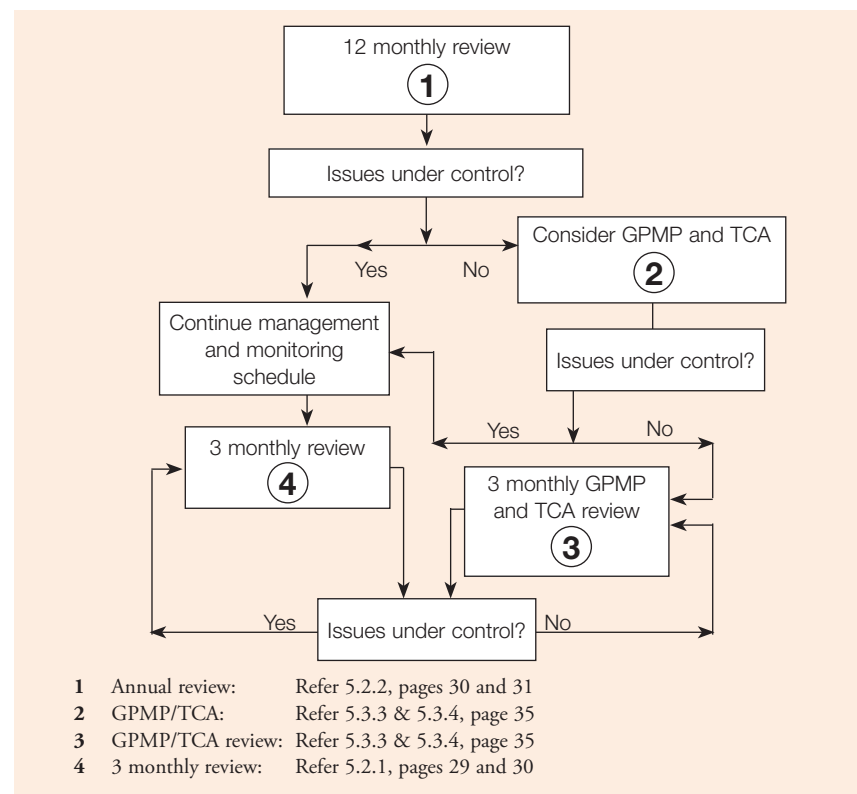 12 monthly review
1
Issues under control?
Yes
No
Consider GPMP and TCA
2
Continue management
and monitoring
schedule
Issues under control?
Yes
No
3 monthly review
4
3 monthly GPMP
and TCA review
3
Yes
Issues under control?
No
1 Annual review: Refer 5.2.2, pages 30 and 31
2 GPMP/TCA: Refer 5.3.3 & 5.3.4, page 35
3 GPMP/TCA review: Refer 5.3.3 & 5.3.4, page 35
4 3 monthly review: Refer 5.2.1, pages 29 and 30